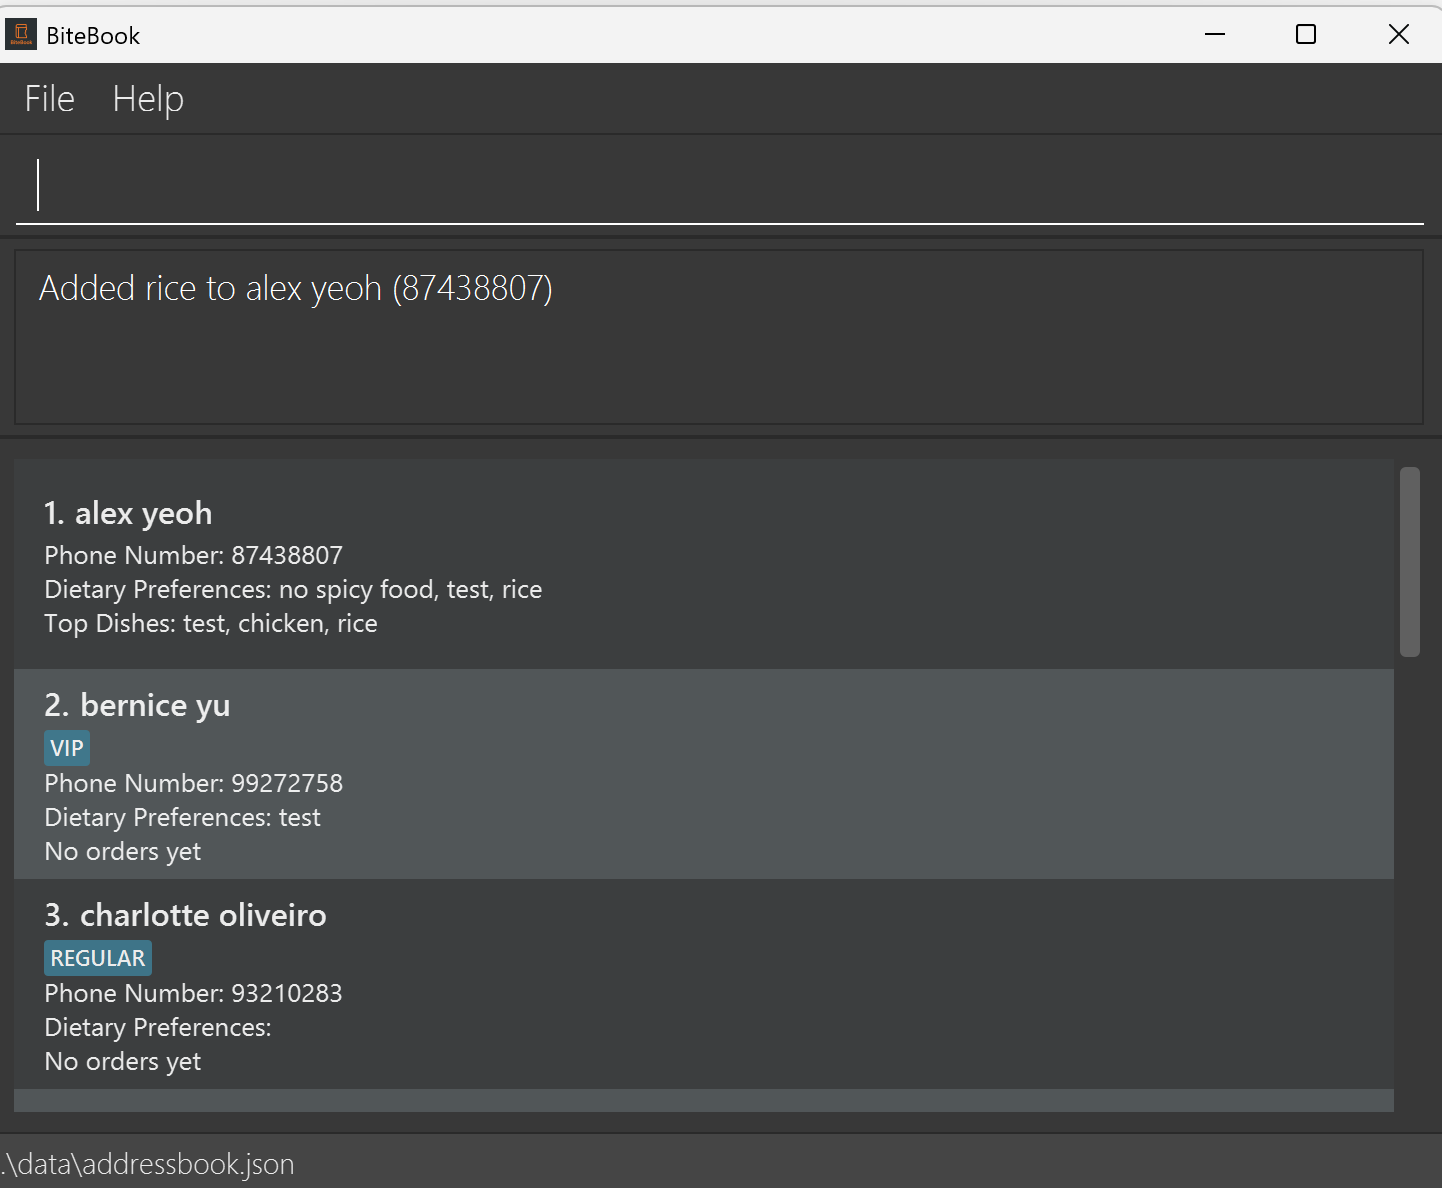 BiteBook
File Help
Added rice to alex yeoh (87438807)
1. alex yeoh
Phone Number: 87438807
Dietary Preferences: no spicy food, test, rice
Top Dishes: test, chicken, rice
2. bernice yu
VIP
Phone Number: 99272758
Dietary Preferences: test
No orders yet
3. charlotte oliveiro
REGULAR
Phone Number: 93210283
Dietary Preferences:
No orders yet
.\data\addressbook.json